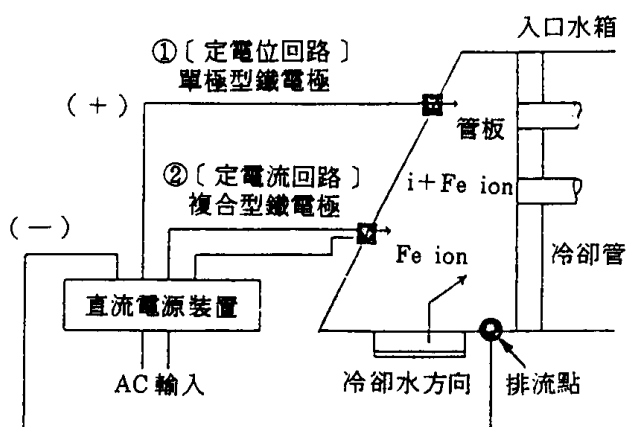 入口水箱
①〔定電位回路〕
單極型鐵電極
(+)
管板
②〔定電流回路〕
複合型鐵電極
i+Fe ion
(−)
Fe ion
冷卻管
直流電源裝置
AC輸入
冷卻水方向
排流點